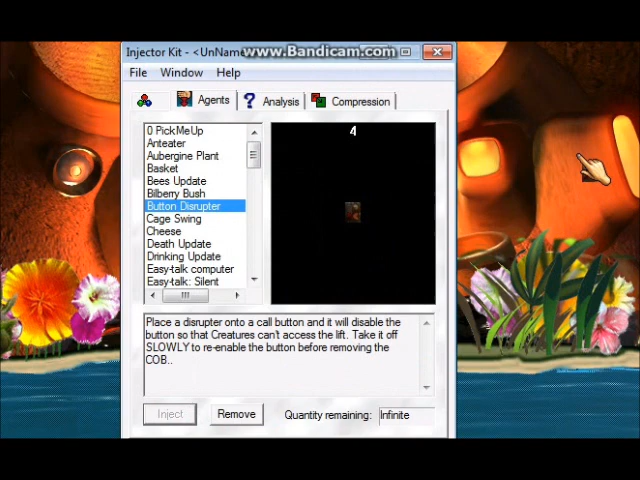 Injector Kit - <UnName
www.Bandicam.com
File Window Help
Agents Analysis Compression
0 PickMeUp
Anteater
Aubergine Plant
Basket
Bees Update
Bilberry Bush
Button Disrupter
Cage Swing
Cheese
Death Update
Drinking Update
Easy-talk computer
Easy-talk: Silent
4
Place a disrupter onto a call button and it will disable the
button so that Creatures can't access the lift. Take it off
SLOWLY to re-enable the button before removing the
COB..
Inject Remove Quantity remaining: Infinite